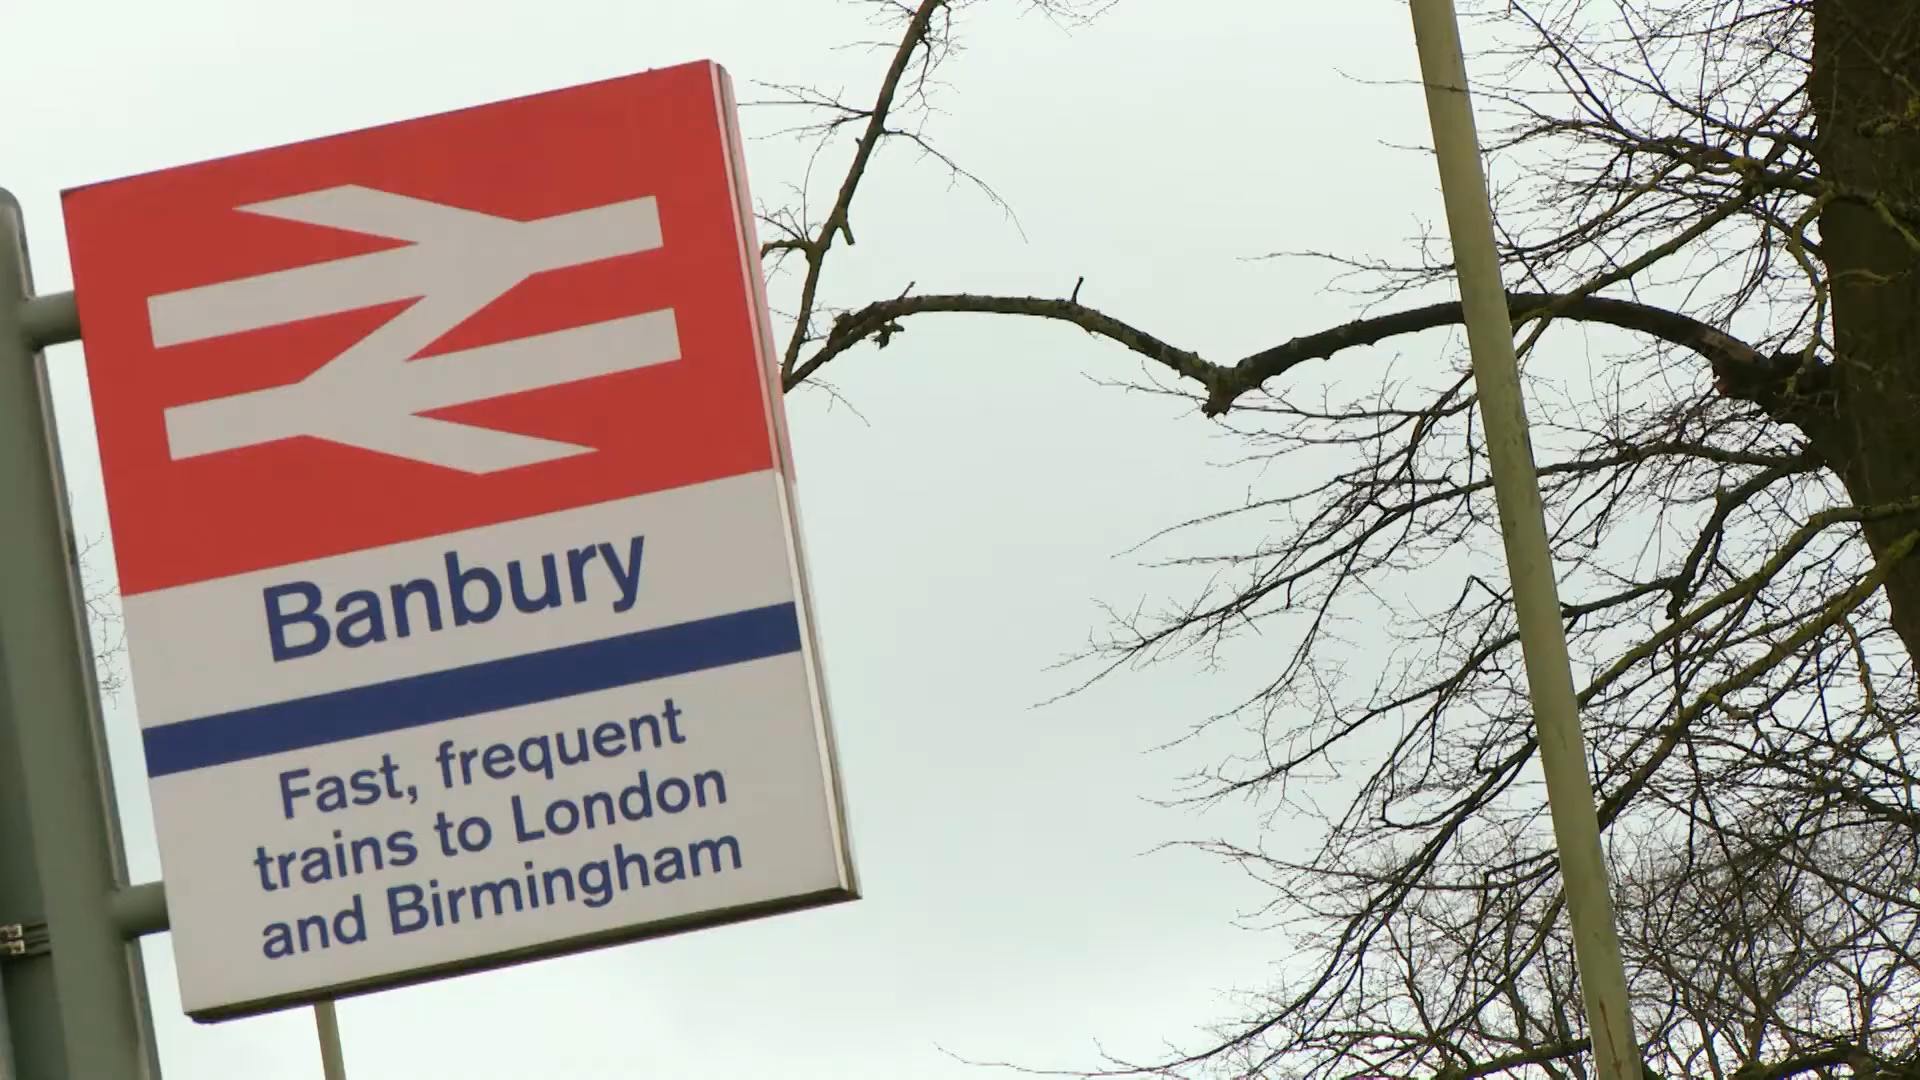 Banbury
Fast, frequent
trains to London
and Birmingham